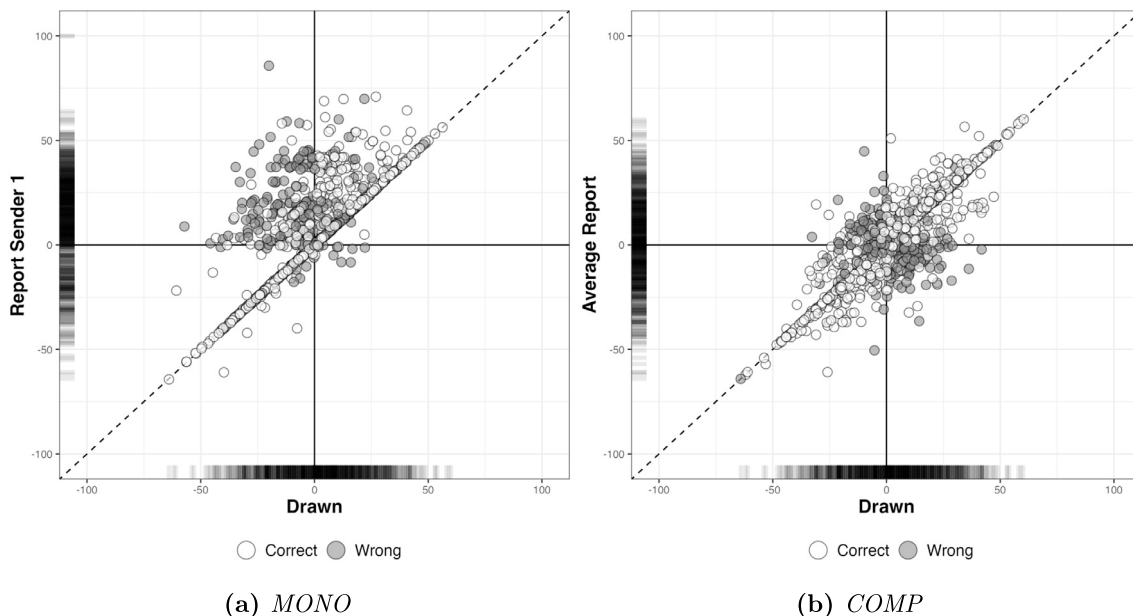 100
50
0
-50
-100
Report Sender 1
-100 -50 0 50 100
Drawn
Correct Wrong
(a) MONO
100
50
0
-50
-100
Average Report
-100 -50 0 50 100
Drawn
Correct Wrong
(b) COMP